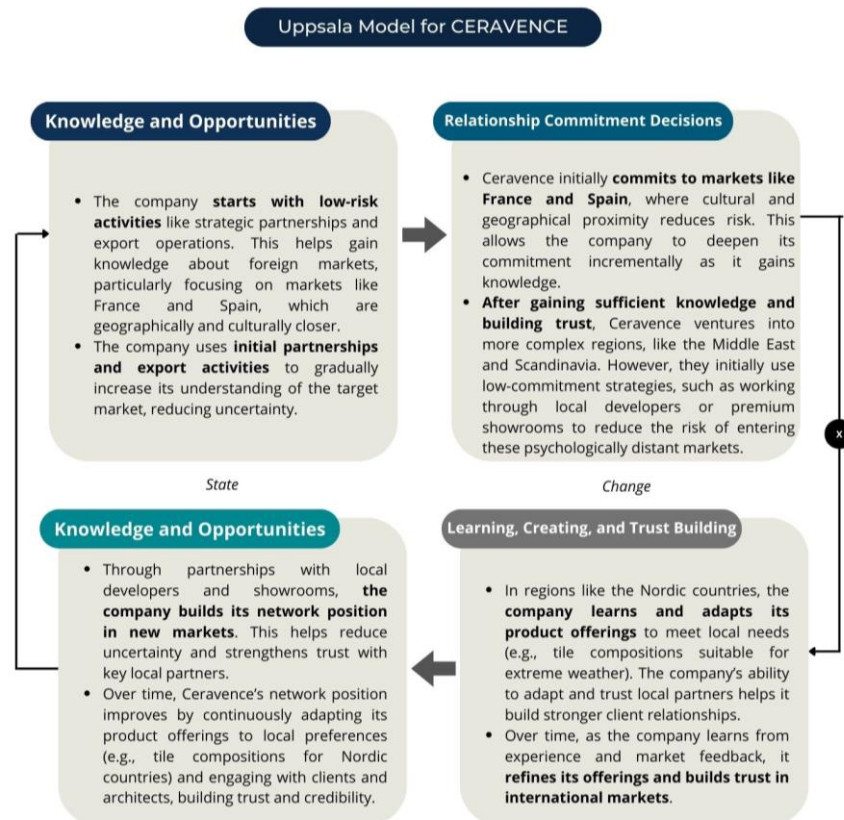 Uppsala Model for CERAVENCE
Knowledge and Opportunities
• The company starts with low-risk
activities like strategic partnerships and
export operations. This helps gain
knowledge about foreign markets,
particularly focusing on markets like
France and Spain, which are
geographically and culturally closer.
• The company uses initial partnerships
and export activities to gradually
increase its understanding of the target
market, reducing uncertainty.
Relationship Commitment Decisions
• Ceravence initially commits to markets like
France and Spain, where cultural and
geographical proximity reduces risk. This
allows the company to deepen its
commitment incrementally as it gains
knowledge.
• After gaining sufficient knowledge and
building trust, Ceravence ventures into
more complex regions, like the Middle East
and Scandinavia. However, they initially use
low-commitment strategies, such as working
through local developers or premium
showrooms to reduce the risk of entering
these psychologically distant markets.
X
State
Change
Knowledge and Opportunities
• Through partnerships with local
developers and showrooms, the
company builds its network position
in new markets. This helps reduce
uncertainty and strengthens trust with
key local partners.
• Over time, Ceravence's network position
improves by continuously adapting its
product offerings to local preferences
(e.g., tile compositions for Nordic
countries) and engaging with clients and
architects, building trust and credibility.
Learning, Creating, and Trust Building
• In regions like the Nordic countries, the
company learns and adapts its
product offerings to meet local needs
(e.g., tile compositions suitable for
extreme weather). The company's ability
to adapt and trust local partners helps it
build stronger client relationships.
• Over time, as the company learns from
experience and market feedback, it
refines its offerings and builds trust in
international markets.